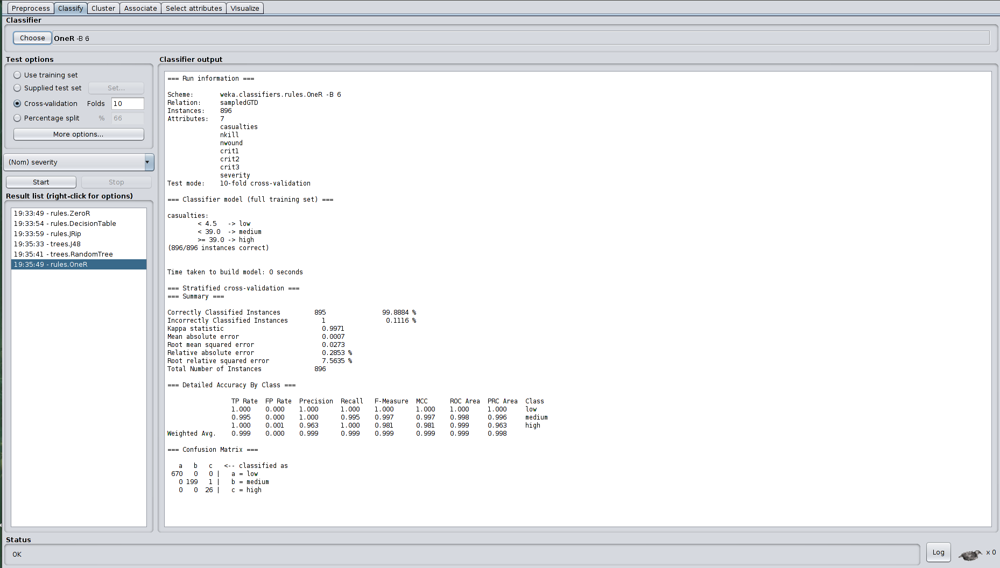 Preprocess Classify Cluster Associate Select attributes Visualize
Classifier
Choose OneR -B 6
Test options
Use training set
Supplied test set Set...
Cross-validation Folds 10
Percentage split % 66
More options...
(Nom) severity
Start Stop
Result list (right-click for options)
19:33:49 - rules.ZeroR
19:33:54 - rules.DecisionTable
19:33:59 - rules.JRip
19:35:33 - trees.J48
19:35:41 - trees.RandomTree
19:35:49 - rules.OneR
Classifier output
=== Run information ===
Scheme: weka.classifiers.rules.OneR -B 6
Relation: sampledGTD
Instances: 896
Attributes: 7
casualties
nkill
nwound
crit1
crit2
crit3
severity
Test mode: 10-fold cross-validation
=== Classifier model (full training set) ===
casualties:
< 4.5 -> low
< 39.0 -> medium
>= 39.0 -> high
(896/896 instances correct)
Time taken to build model: 0 seconds
=== Stratified cross-validation ===
=== Summary ===
Correctly Classified Instances 895 99.8884 %
Incorrectly Classified Instances 1 0.1116 %
Kappa statistic 0.9971
Mean absolute error 0.0007
Root mean squared error 0.0273
Relative absolute error 0.2853 %
Root relative squared error 7.5635 %
Total Number of Instances 896
=== Detailed Accuracy By Class ===
TP Rate FP Rate Precision Recall F-Measure MCC ROC Area PRC Area Class
1.000 0.000 1.000 1.000 1.000 1.000 1.000 1.000 low
0.995 0.000 1.000 0.995 0.997 0.997 0.998 0.996 medium
1.000 0.001 0.963 1.000 0.981 0.981 0.999 0.963 high
Weighted Avg. 0.999 0.000 0.999 0.999 0.999 0.999 0.999 0.998
=== Confusion Matrix ===
a b c <-- classified as
670 0 0 | a = low
0 199 1 | b = medium
0 0 26 | c = high
Status
OK
Log x 0